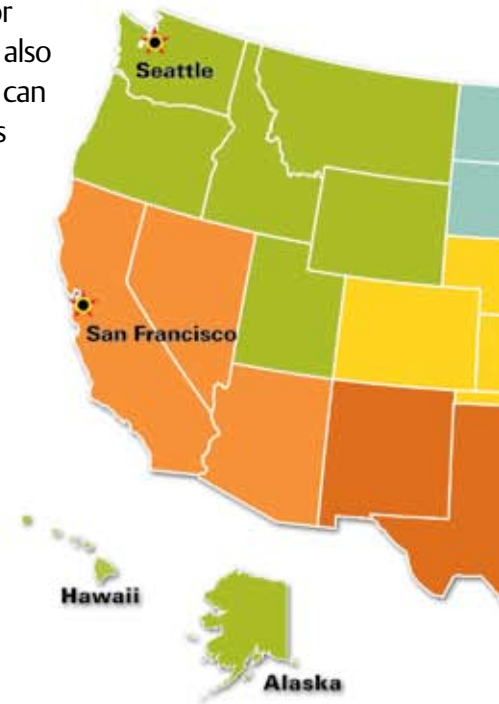 or
also
can
s
Seattle
San Francisco
Hawaii
Alaska